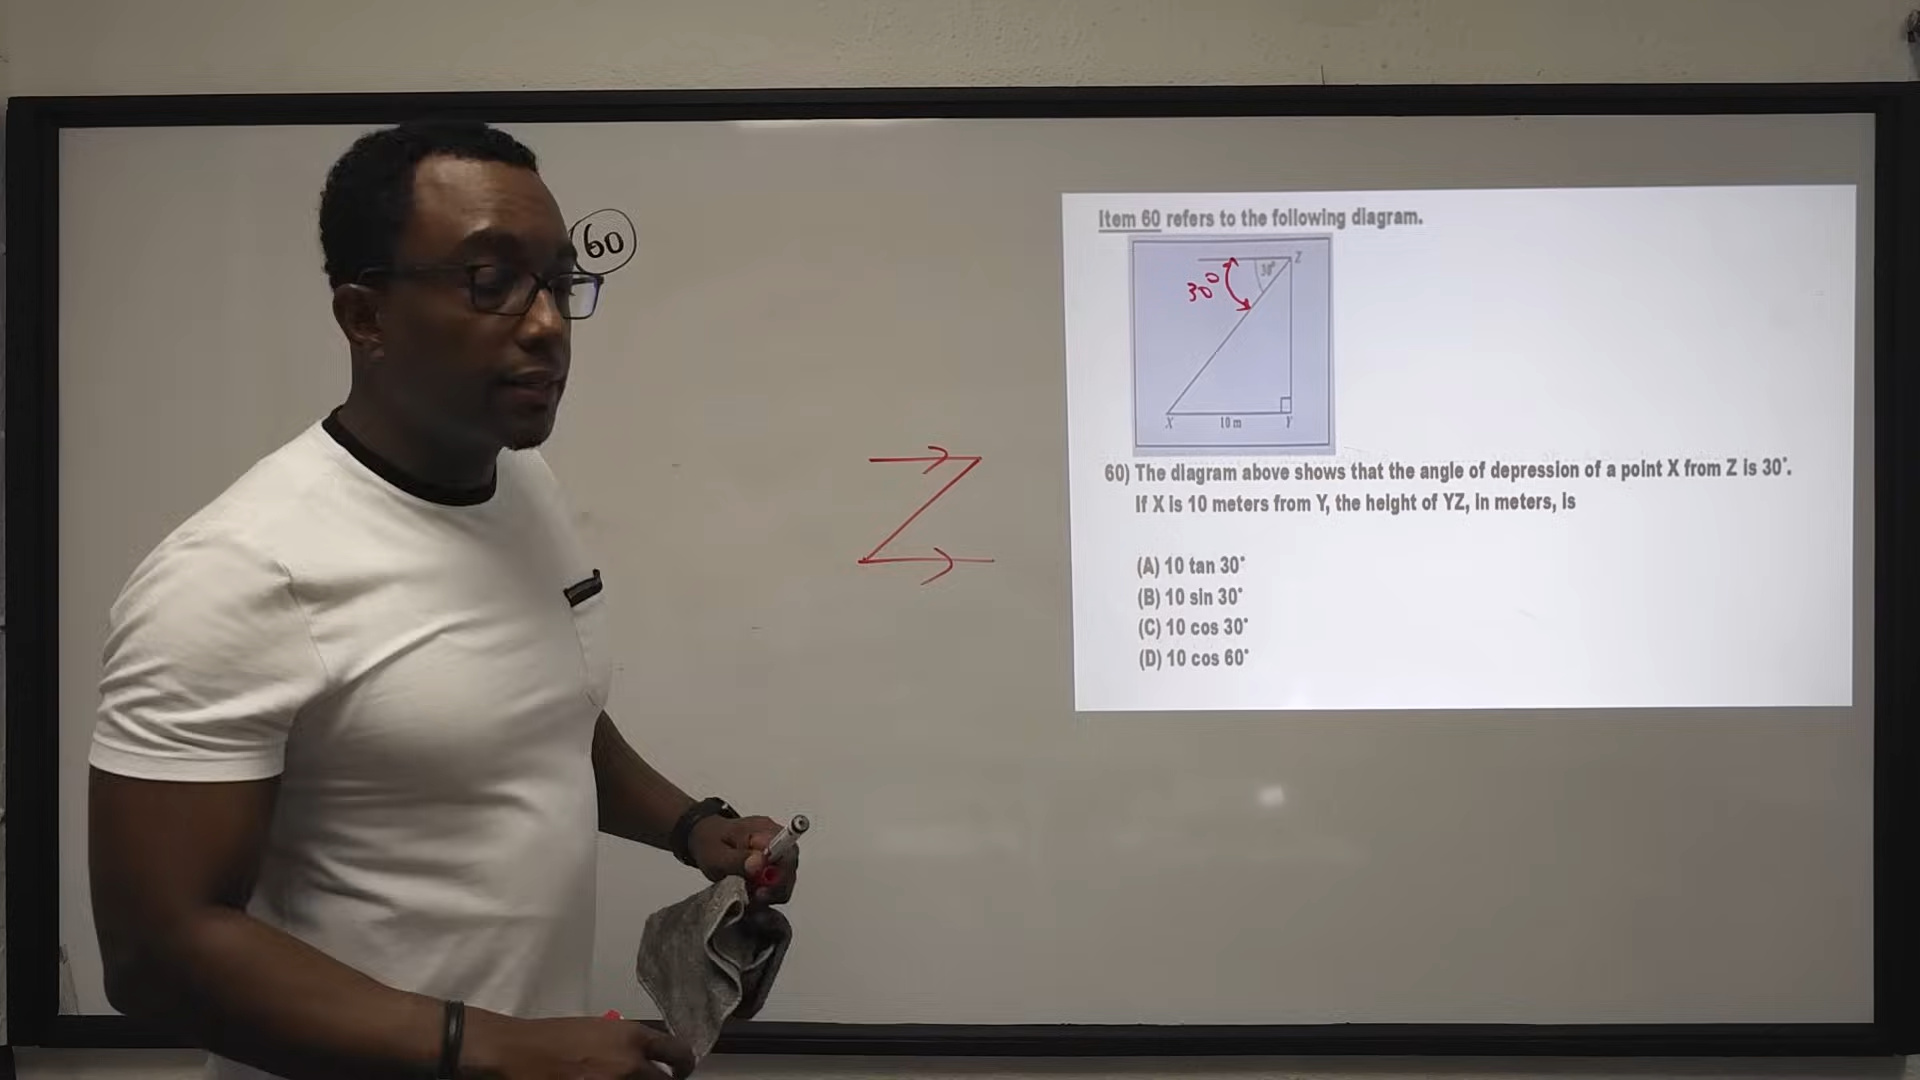 60
Item 60 refers to the following diagram.
30° Z
30°
X 10 m Y
60) The diagram above shows that the angle of depression of a point X from Z is 30°.
If X is 10 meters from Y, the height of YZ, in meters, is
(A) 10 tan 30°
(B) 10 sin 30°
(C) 10 cos 30°
(D) 10 cos 60°